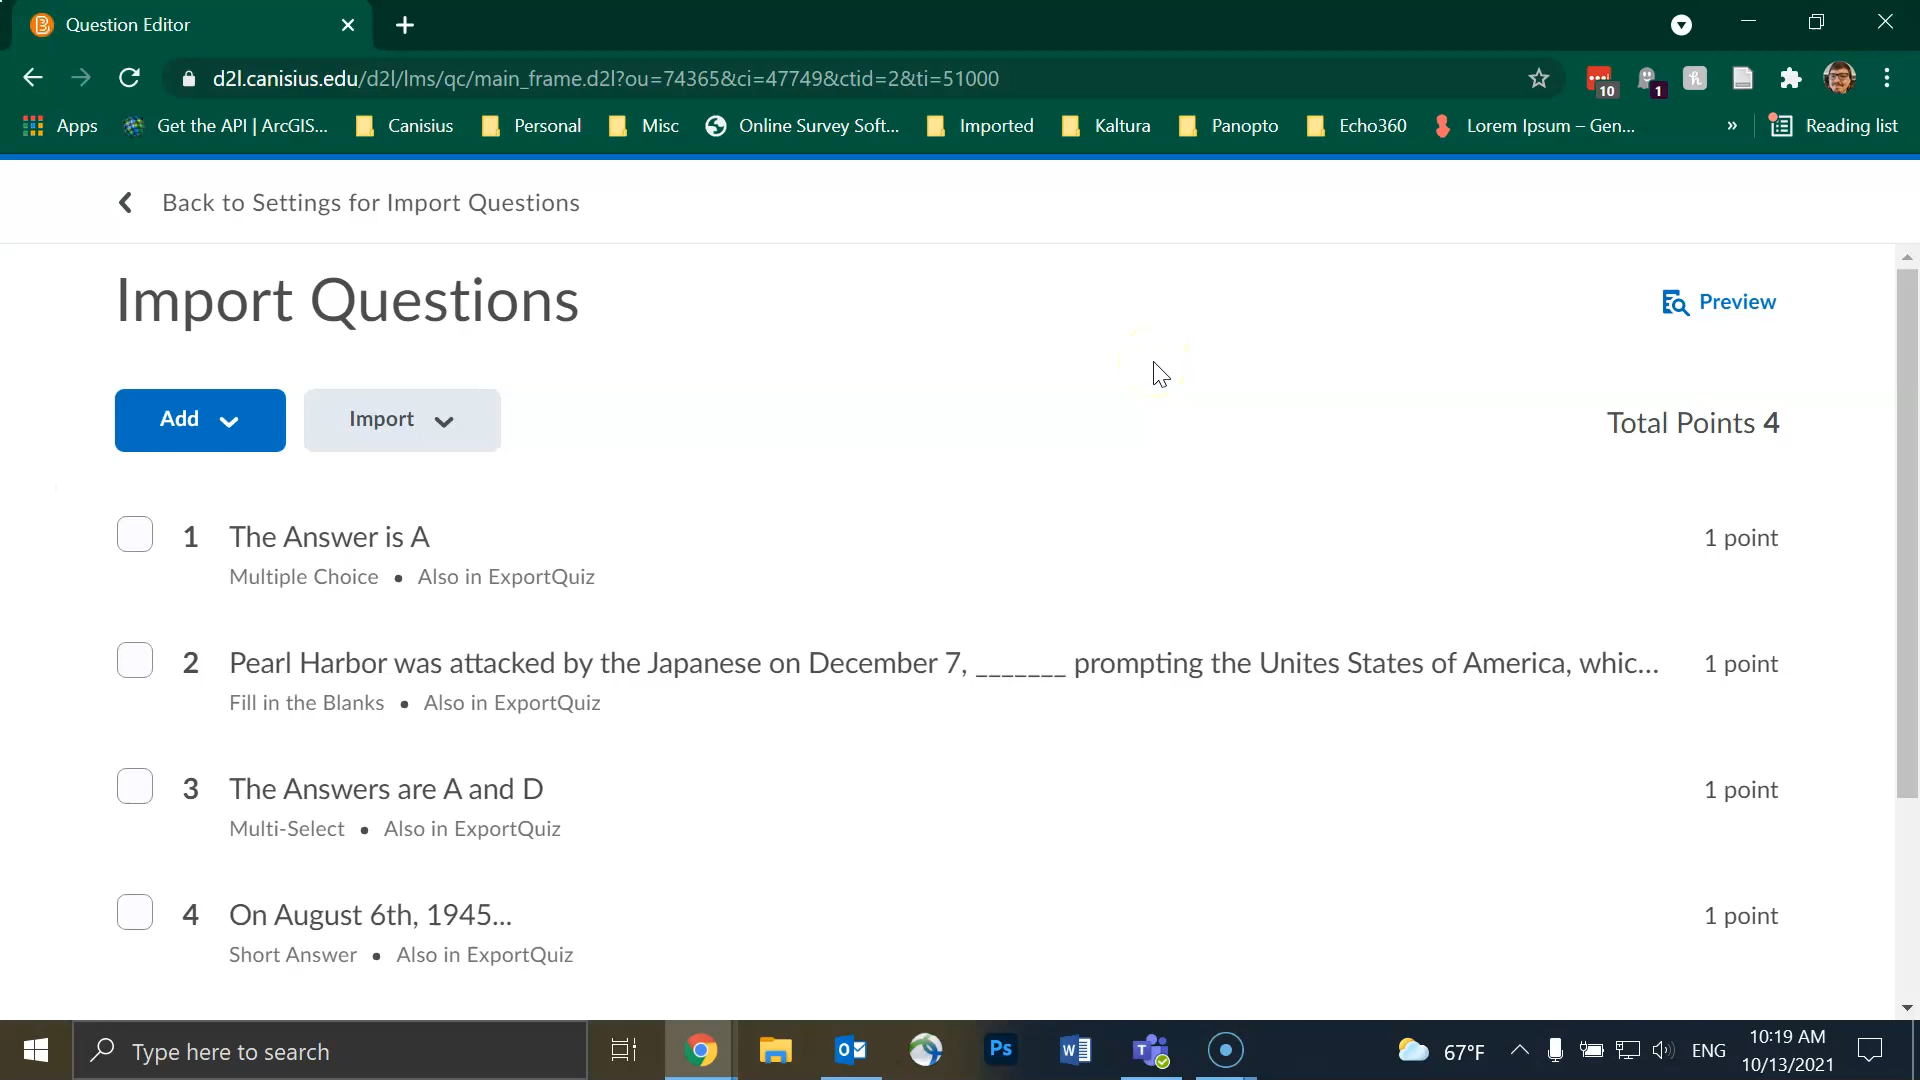 Question Editor
d2l.canisius.edu/d2l/lms/qc/main_frame.d2l?ou=74365&ci=47749&ctid=2&ti=51000
10
1
Apps
Get the API | ArcGIS...
Canisius
Personal
Misc
Online Survey Soft...
Imported
Kaltura
Panopto
Echo360
Lorem Ipsum – Gen...
»
Reading list
Back to Settings for Import Questions
Import Questions
Preview
Add
Import
Total Points 4
1 The Answer is A 1 point
Multiple Choice • Also in ExportQuiz
2 Pearl Harbor was attacked by the Japanese on December 7, _______ prompting the Unites States of America, whic... 1 point
Fill in the Blanks • Also in ExportQuiz
3 The Answers are A and D 1 point
Multi-Select • Also in ExportQuiz
4 On August 6th, 1945... 1 point
Short Answer • Also in ExportQuiz
Type here to search
Ps
67°F
ENG
10:19 AM
10/13/2021